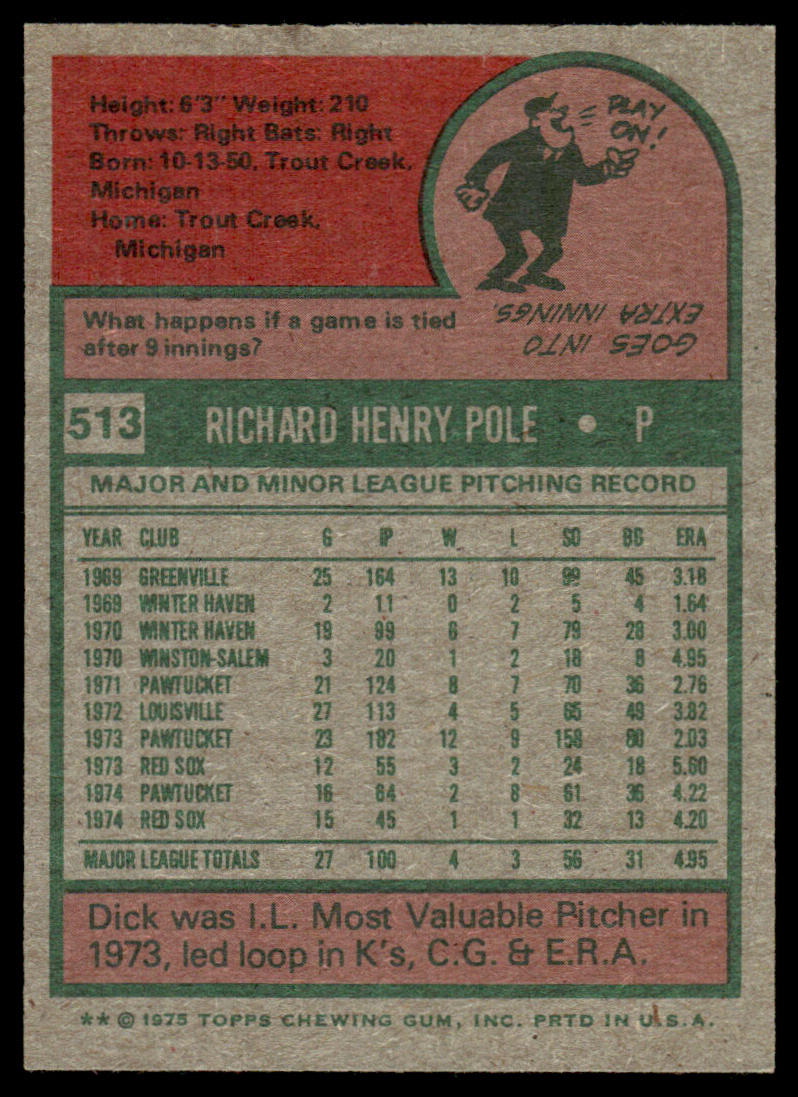 Height: 6'3" Weight: 210
Throws: Right Bats: Right
Born: 10-13-50, Trout Creek,
Michigan
Home: Trout Creek,
Michigan
PLAY
ON!
What happens if a game is tied
after 9 innings?
GOES INTO
EXTRA INNINGS.
513 RICHARD HENRY POLE • P
MAJOR AND MINOR LEAGUE PITCHING RECORD
YEAR CLUB G IP W L SO BB ERA
1969 GREENVILLE 25 164 13 10 99 45 3.18
1969 WINTER HAVEN 2 11 0 2 5 4 1.64
1970 WINTER HAVEN 19 99 6 7 79 28 3.00
1970 WINSTON-SALEM 3 20 1 2 18 8 4.95
1971 PAWTUCKET 21 124 8 7 70 36 2.76
1972 LOUISVILLE 27 113 4 5 65 49 3.82
1973 PAWTUCKET 23 182 12 9 158 80 2.03
1973 RED SOX 12 55 3 2 24 18 5.60
1974 PAWTUCKET 16 84 2 8 61 36 4.22
1974 RED SOX 15 45 1 1 32 13 4.20
MAJOR LEAGUE TOTALS 27 100 4 3 56 31 4.95
Dick was I.L. Most Valuable Pitcher in
1973, led loop in K's, C.G. & E.R.A.
** © 1975 TOPPS CHEWING GUM, INC. PRTD IN U.S.A.